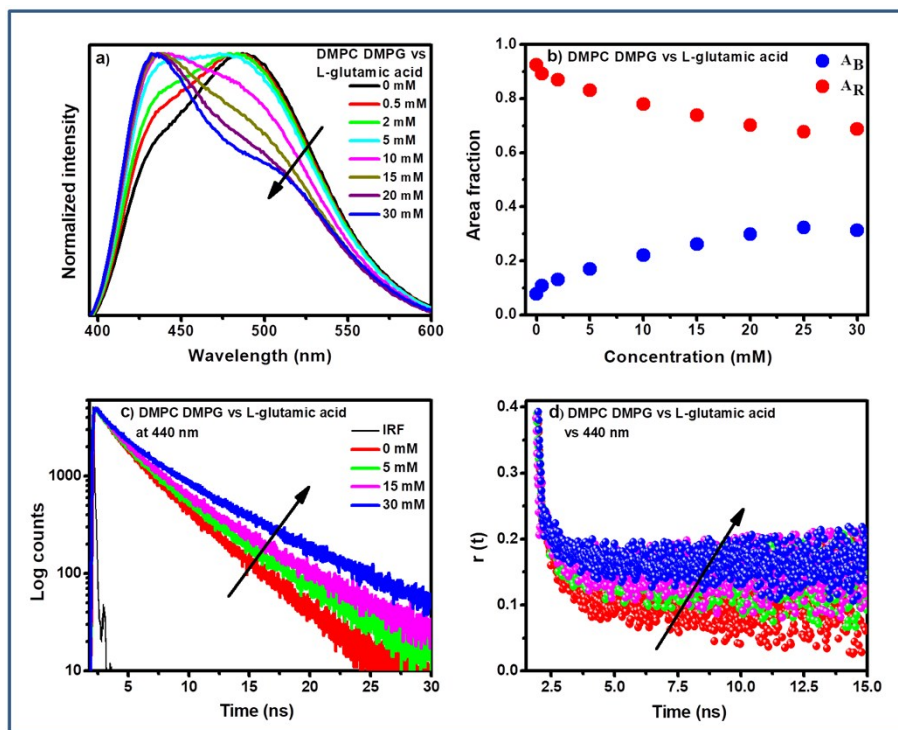 a)
DMPC DMPG vs
L-glutamic acid
0 mM
0.5 mM
2 mM
5 mM
10 mM
15 mM
20 mM
30 mM
Normalized intensity
400 450 500 550 600
Wavelength (nm)
b) DMPC DMPG vs L-glutamic acid
A_B
A_R
1.0
0.8
0.6
0.4
0.2
0.0
Area fraction
0 5 10 15 20 25 30
Concentration (mM)
c) DMPC DMPG vs L-glutamic acid
at 440 nm
IRF
0 mM
5 mM
15 mM
30 mM
1000
100
10
Log counts
5 10 15 20 25 30
Time (ns)
d) DMPC DMPG vs L-glutamic acid
vs 440 nm
0.4
0.3
0.2
0.1
0.0
r (t)
2.5 5.0 7.5 10.0 12.5 15.0
Time (ns)